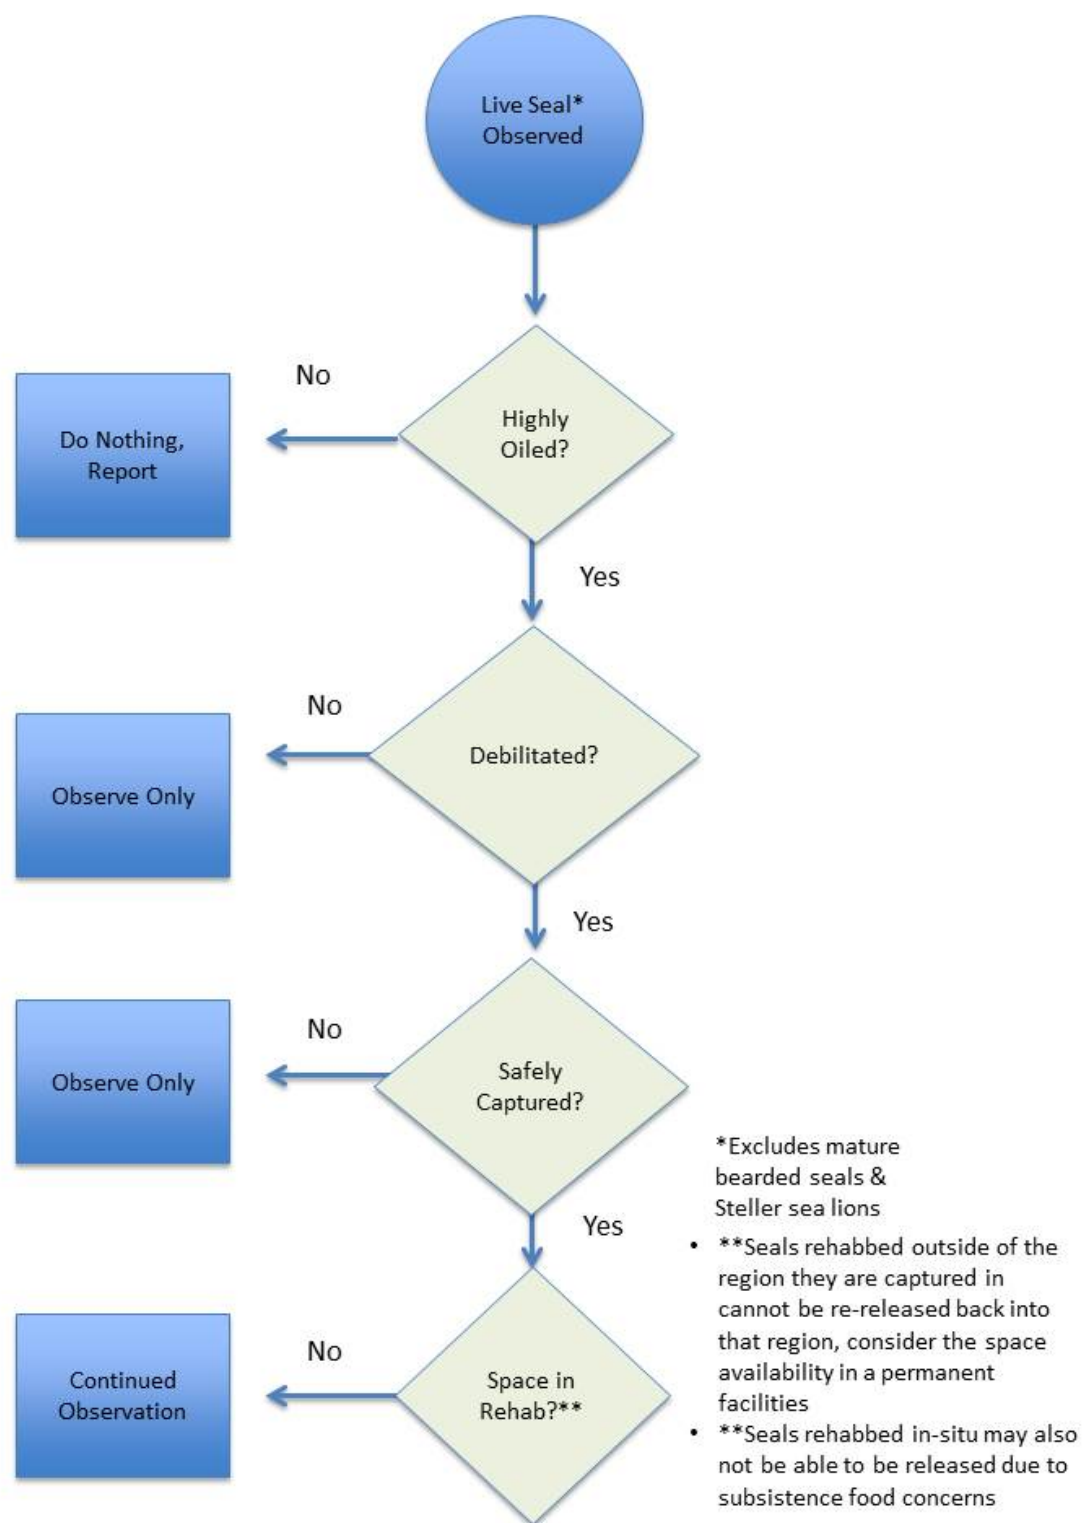 Live Seal*
Observed
No
Highly
Oiled?
Do Nothing,
Report
Yes
No
Debilitated?
Observe Only
Yes
No
Safely
Captured?
Observe Only
Yes
*Excludes mature
bearded seals &
Steller sea lions
• **Seals rehabbed outside of the
region they are captured in
cannot be re-released back into
that region, consider the space
availability in a permanent
facilities
• **Seals rehabbed in-situ may also
not be able to be released due to
subsistence food concerns
No
Space in
Rehab?**
Continued
Observation